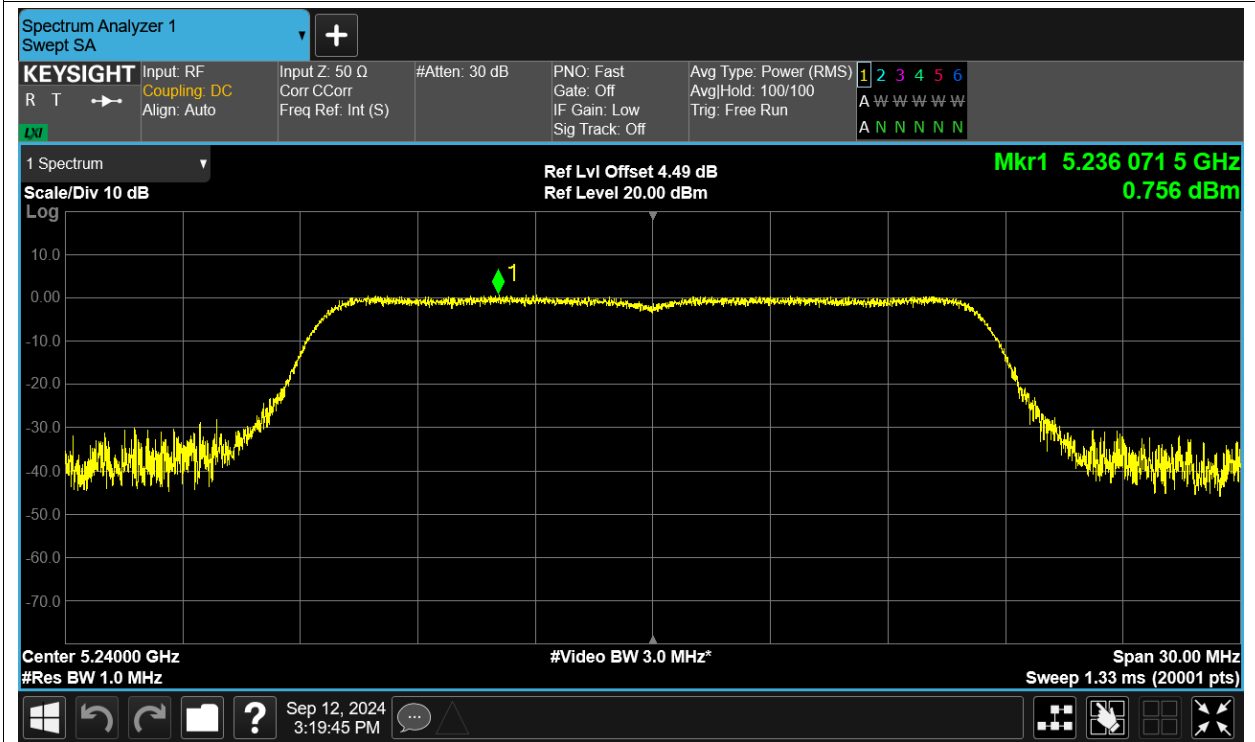 Spectrum Analyzer 1
Swept SA
KEYSIGHT
R T
LXI
Input: RF
Coupling: DC
Align: Auto
Input Z: 50 Ω
Corr CCorr
Freq Ref: Int (S)
#Atten: 30 dB
PNO: Fast
Gate: Off
IF Gain: Low
Sig Track: Off
Avg Type: Power (RMS)
Avg|Hold: 100/100
Trig: Free Run
1 2 3 4 5 6
A W W W W W
A N N N N N
1 Spectrum
Scale/Div 10 dB
Log
Ref Lvl Offset 4.49 dB
Ref Level 20.00 dBm
Mkr1 5.236 071 5 GHz
0.756 dBm
1
10.0
0.00
-10.0
-20.0
-30.0
-40.0
-50.0
-60.0
-70.0
Center 5.24000 GHz
#Res BW 1.0 MHz
#Video BW 3.0 MHz*
Span 30.00 MHz
Sweep 1.33 ms (20001 pts)
?
Sep 12, 2024
3:19:45 PM